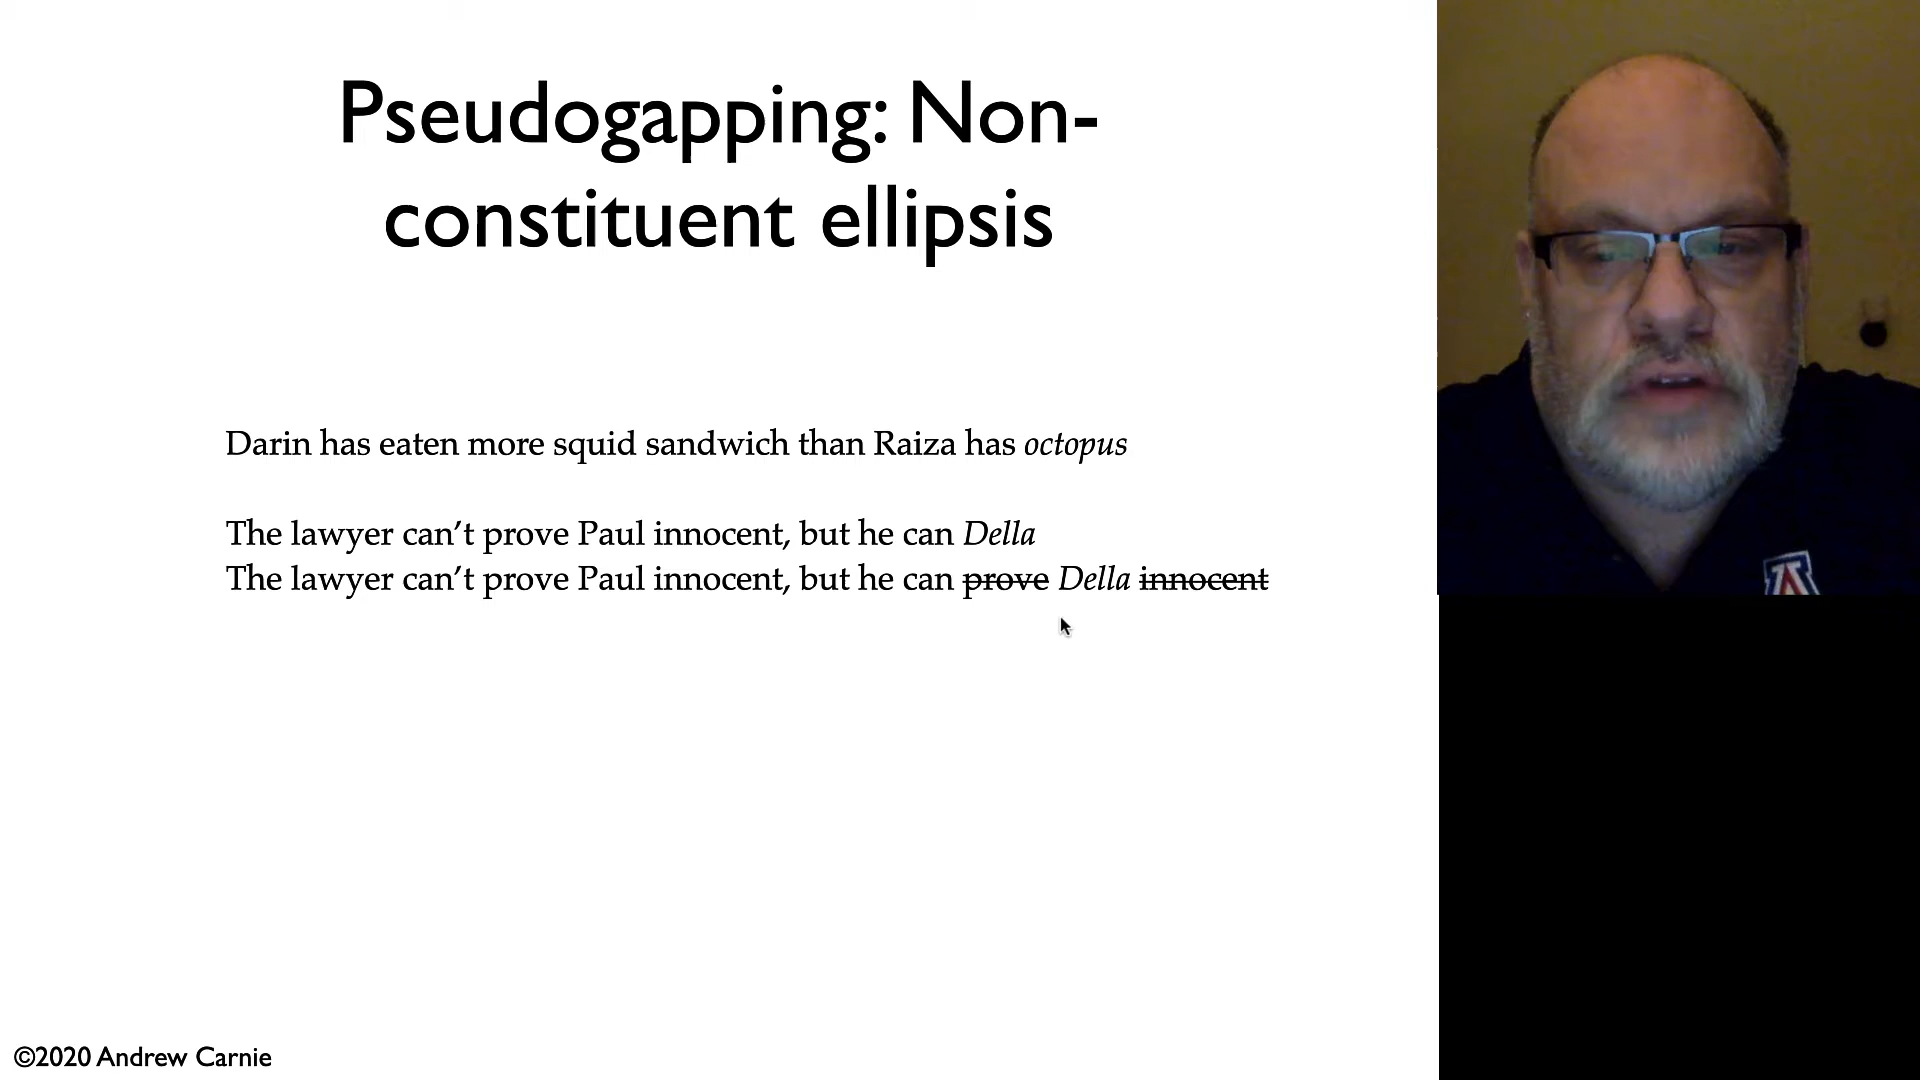 Pseudogapping: Non-
constituent ellipsis
Darin has eaten more squid sandwich than Raiza has octopus
The lawyer can’t prove Paul innocent, but he can Della
The lawyer can’t prove Paul innocent, but he can prove Della innocent
©2020 Andrew Carnie